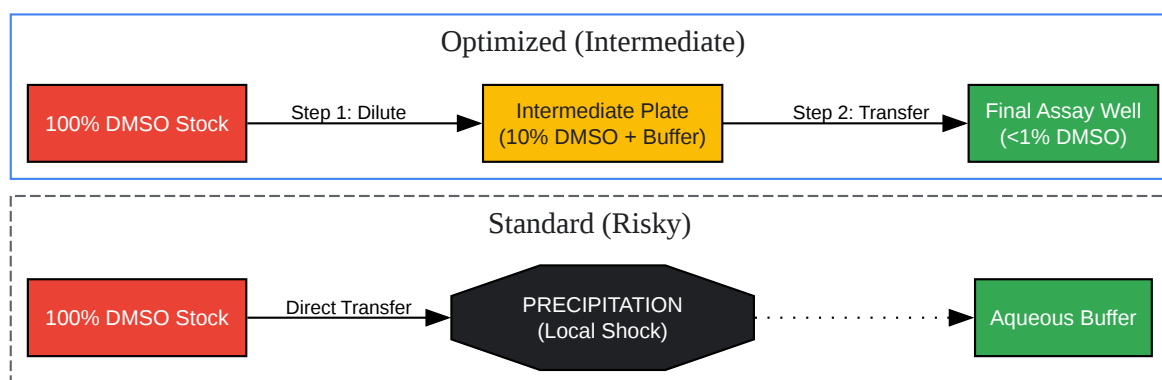 Optimized (Intermediate)
100% DMSO Stock
Step 1: Dilute
Intermediate Plate
(10% DMSO + Buffer)
Step 2: Transfer
Final Assay Well
(<1% DMSO)
Standard (Risky)
100% DMSO Stock
Direct Transfer
PRECIPITATION
(Local Shock)
Aqueous Buffer